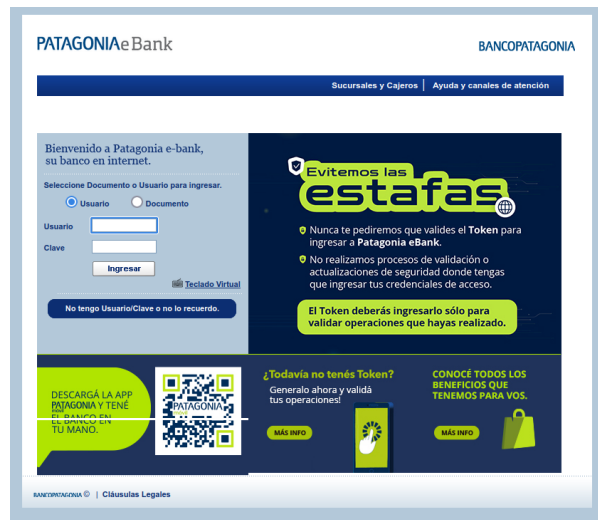 PATAGONIAeBank
BANCOPATAGONIA
Sucursales y Cajeros | Ayuda y canales de atención
Bienvenido a Patagonia e-bank,
su banco en internet.
Seleccione Documento o Usuario para ingresar.
Usuario
Documento
Usuario
Clave
Ingresar
Teclado Virtual
No tengo Usuario/Clave o no lo recuerdo.
Evitemos las
estafas
Nunca te pediremos que valides el Token para
ingresar a Patagonia eBank.
No realizamos procesos de validación o
actualizaciones de seguridad donde tengas
que ingresar tus credenciales de acceso.
El Token deberás ingresarlo sólo para
validar operaciones que hayas realizado.
DESCARGÁ LA APP
PATAGONIA Y TENÉ
EL BANCO EN
TU MANO.
PATAGONIA
¿Todavía no tenés Token?
Generalo ahora y validá
tus operaciones!
MÁS INFO
CONOCÉ TODOS LOS
BENEFICIOS QUE
TENEMOS PARA VOS.
MÁS INFO
BANCOPATAGONIA © | Cláusulas Legales